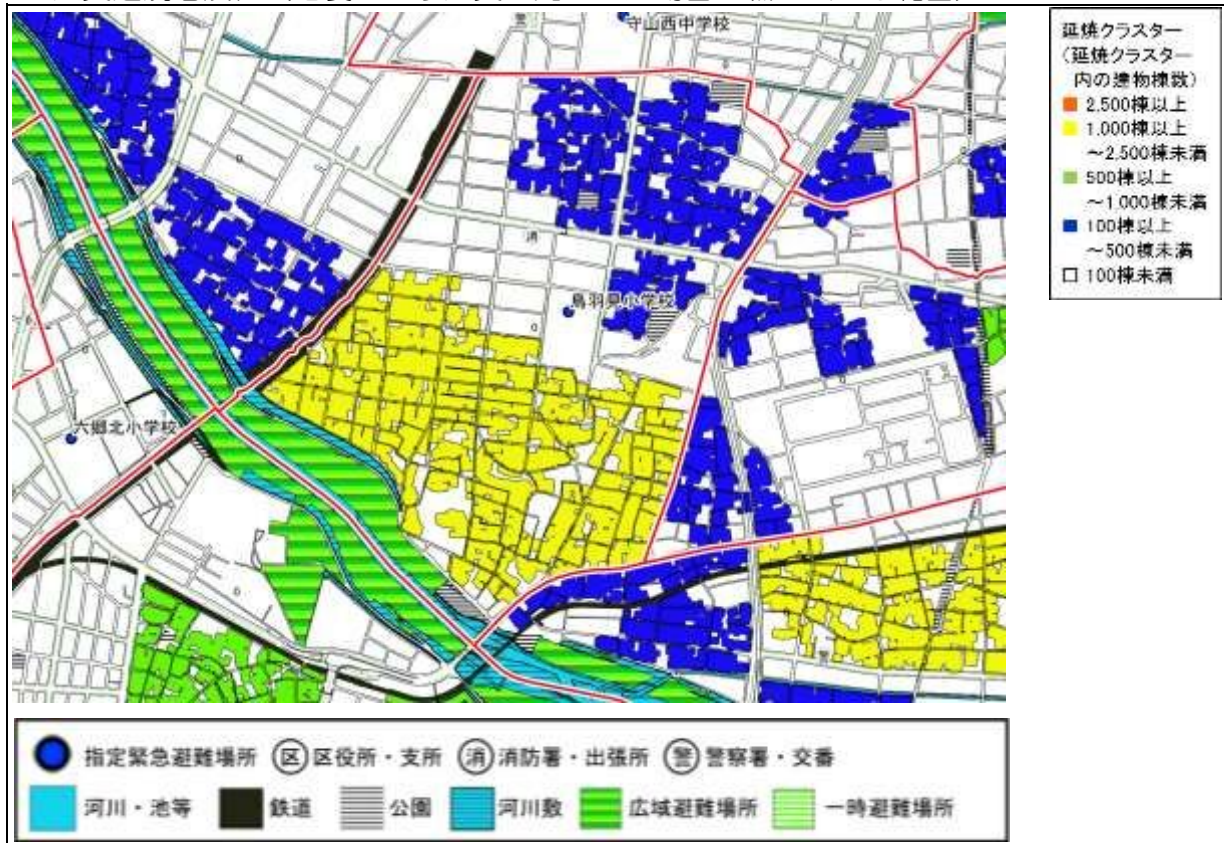 守山西中学校
鳥羽見小学校
六郷北小学校
消
延焼クラスター
(延焼クラスター
内の建物棟数)
2,500棟以上
1,000棟以上
~2,500棟未満
500棟以上
~1,000棟未満
100棟以上
~500棟未満
100棟未満
指定緊急避難場所 区 区役所・支所 消 消防署・出張所 警 警察署・交番
河川・池等 鉄道 公園 河川敷 広域避難場所 一時避難場所